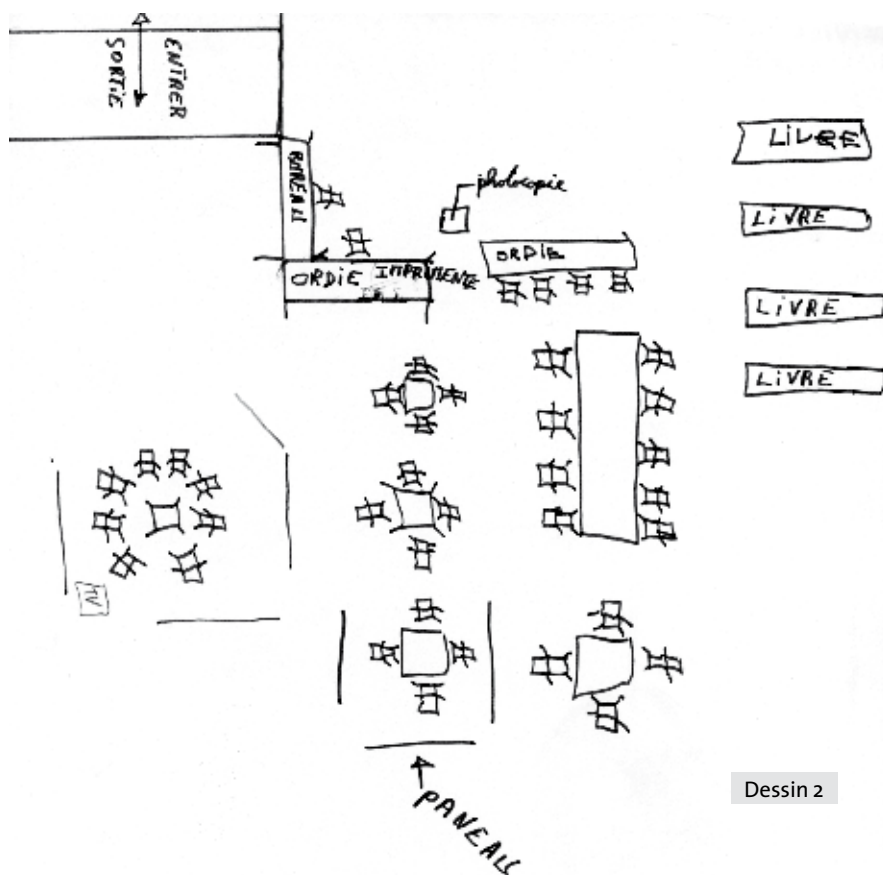 ENTRER
SORTIE
BUREAU
photocopie
ORDIE IMPRIMENTE
ORDIE
LIVRE
LIVRE
LIVRE
LIVRE
TV
PANEAU
Dessin 2